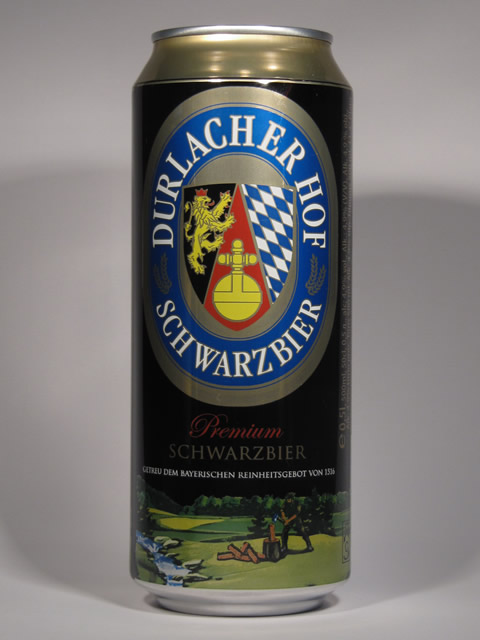 DURLACHER HOF
SCHWARZBIER
Premium
SCHWARZBIER
GETREU DEM BAYERISCHEN REINHEITSGEBOT VON 1516